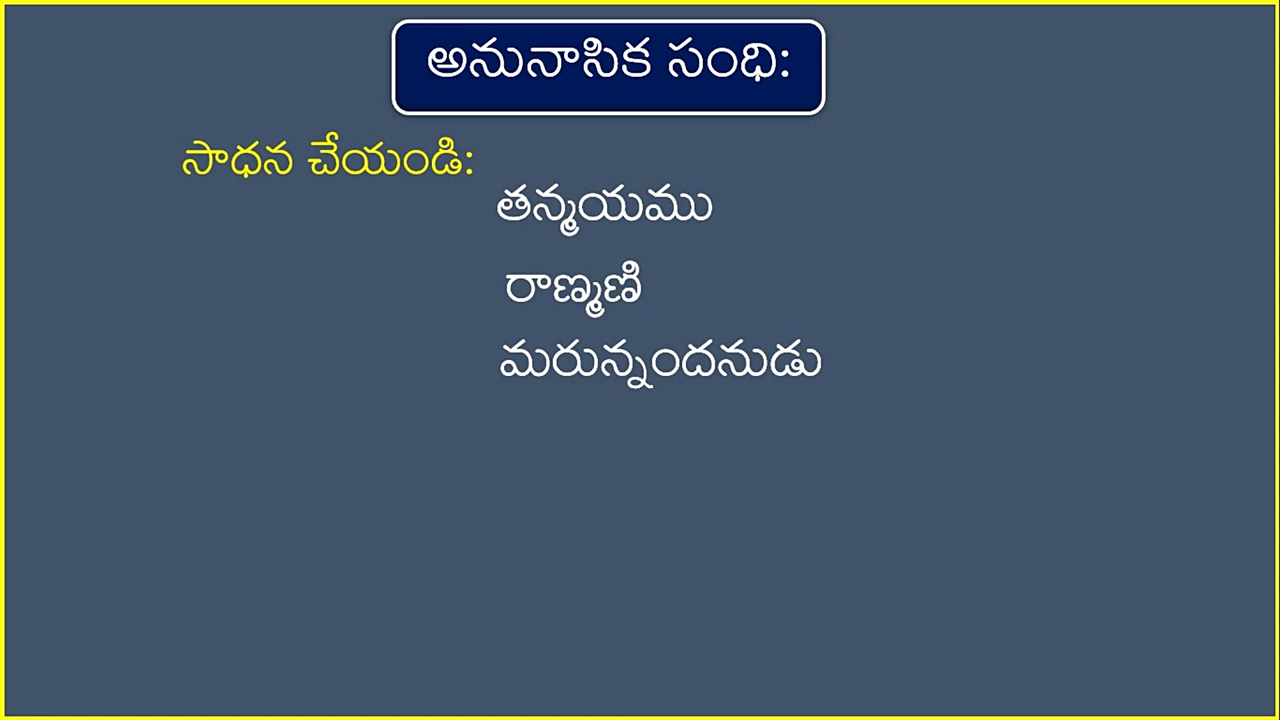 అనునాసిక సంధి:
సాధన చేయండి:
తన్మయము
రాణ్మణి
మరున్నందనుడు